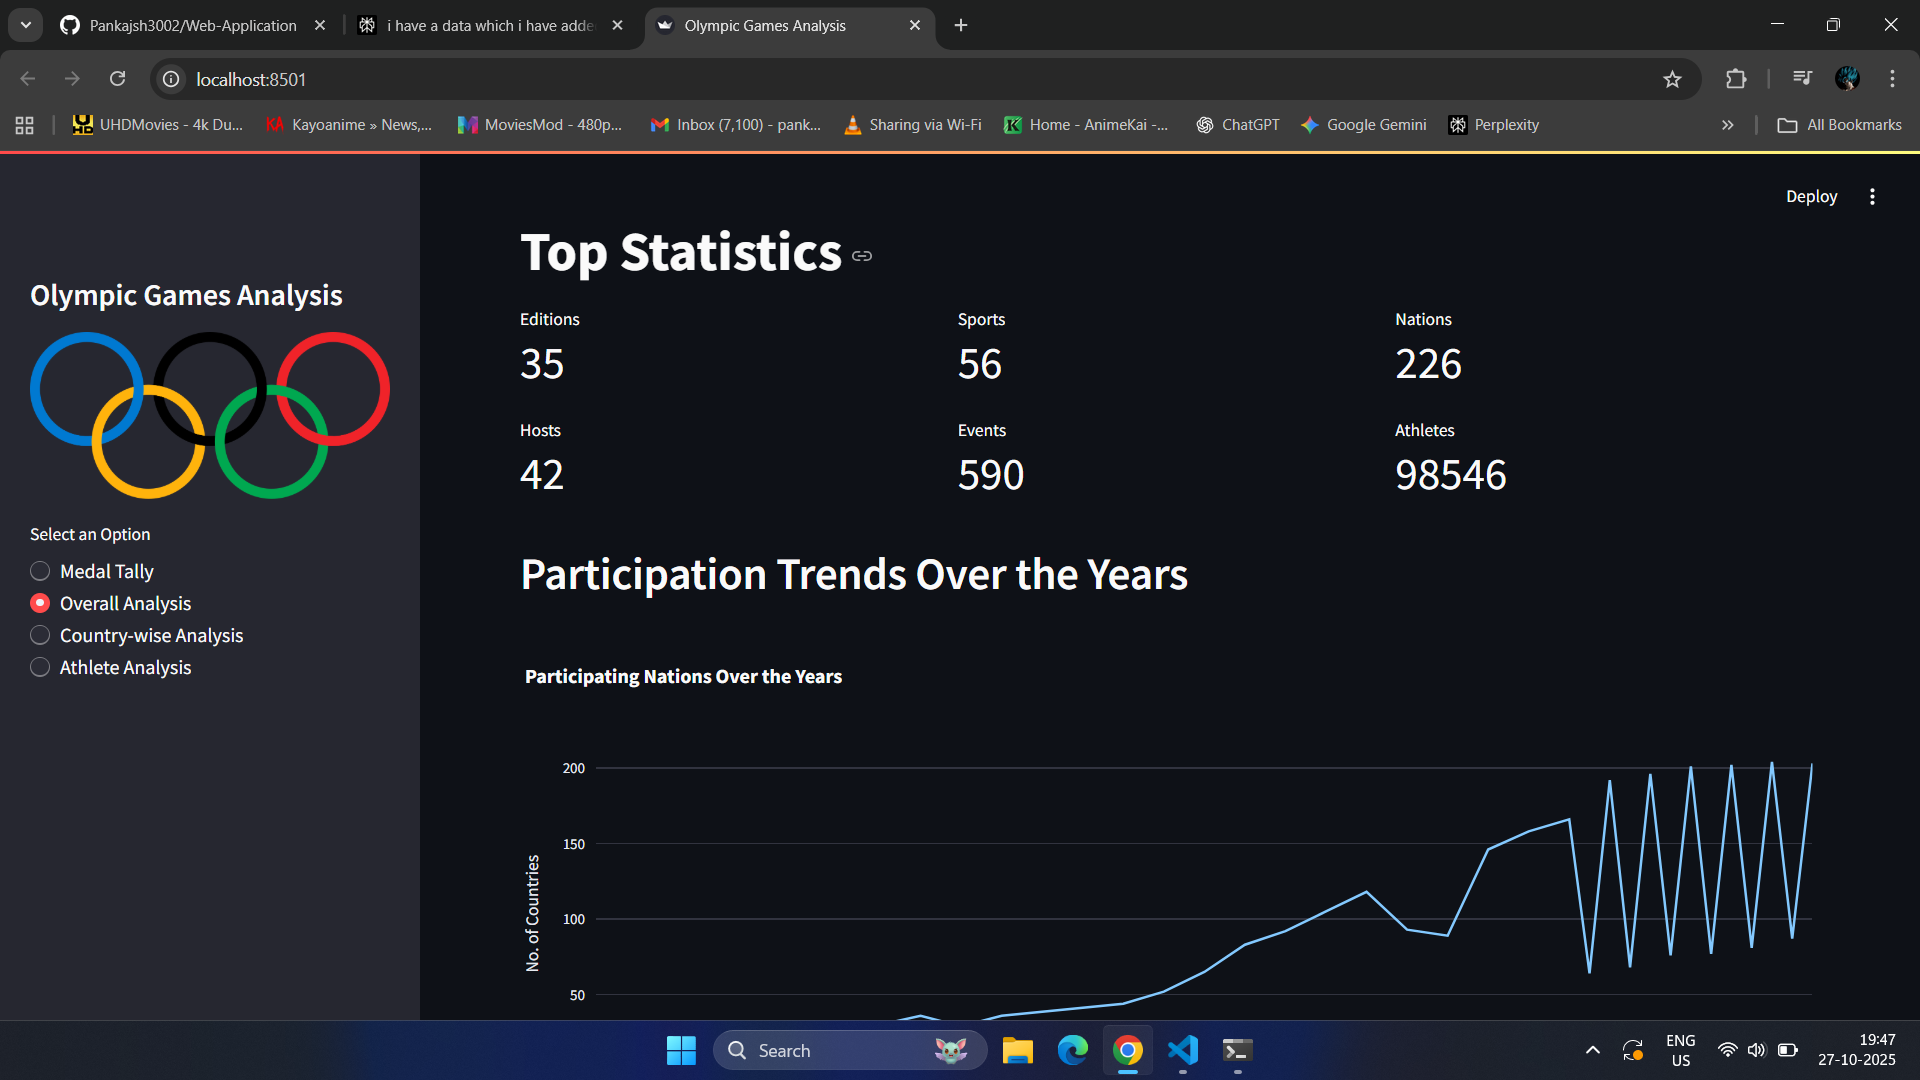 Pankajsh3002/Web-Application
i have a data which i have adde
Olympic Games Analysis
localhost:8501
UHDMovies - 4k Du...
Kayoanime » News,...
MoviesMod - 480p...
Inbox (7,100) - pank...
Sharing via Wi-Fi
Home - AnimeKai -...
ChatGPT
Google Gemini
Perplexity
All Bookmarks
Deploy
Olympic Games Analysis
Select an Option
Medal Tally
Overall Analysis
Country-wise Analysis
Athlete Analysis
Top Statistics
Editions
35
Sports
56
Nations
226
Hosts
42
Events
590
Athletes
98546
Participation Trends Over the Years
Participating Nations Over the Years
200
150
100
50
No. of Countries
Search
ENG
US
19:47
27-10-2025